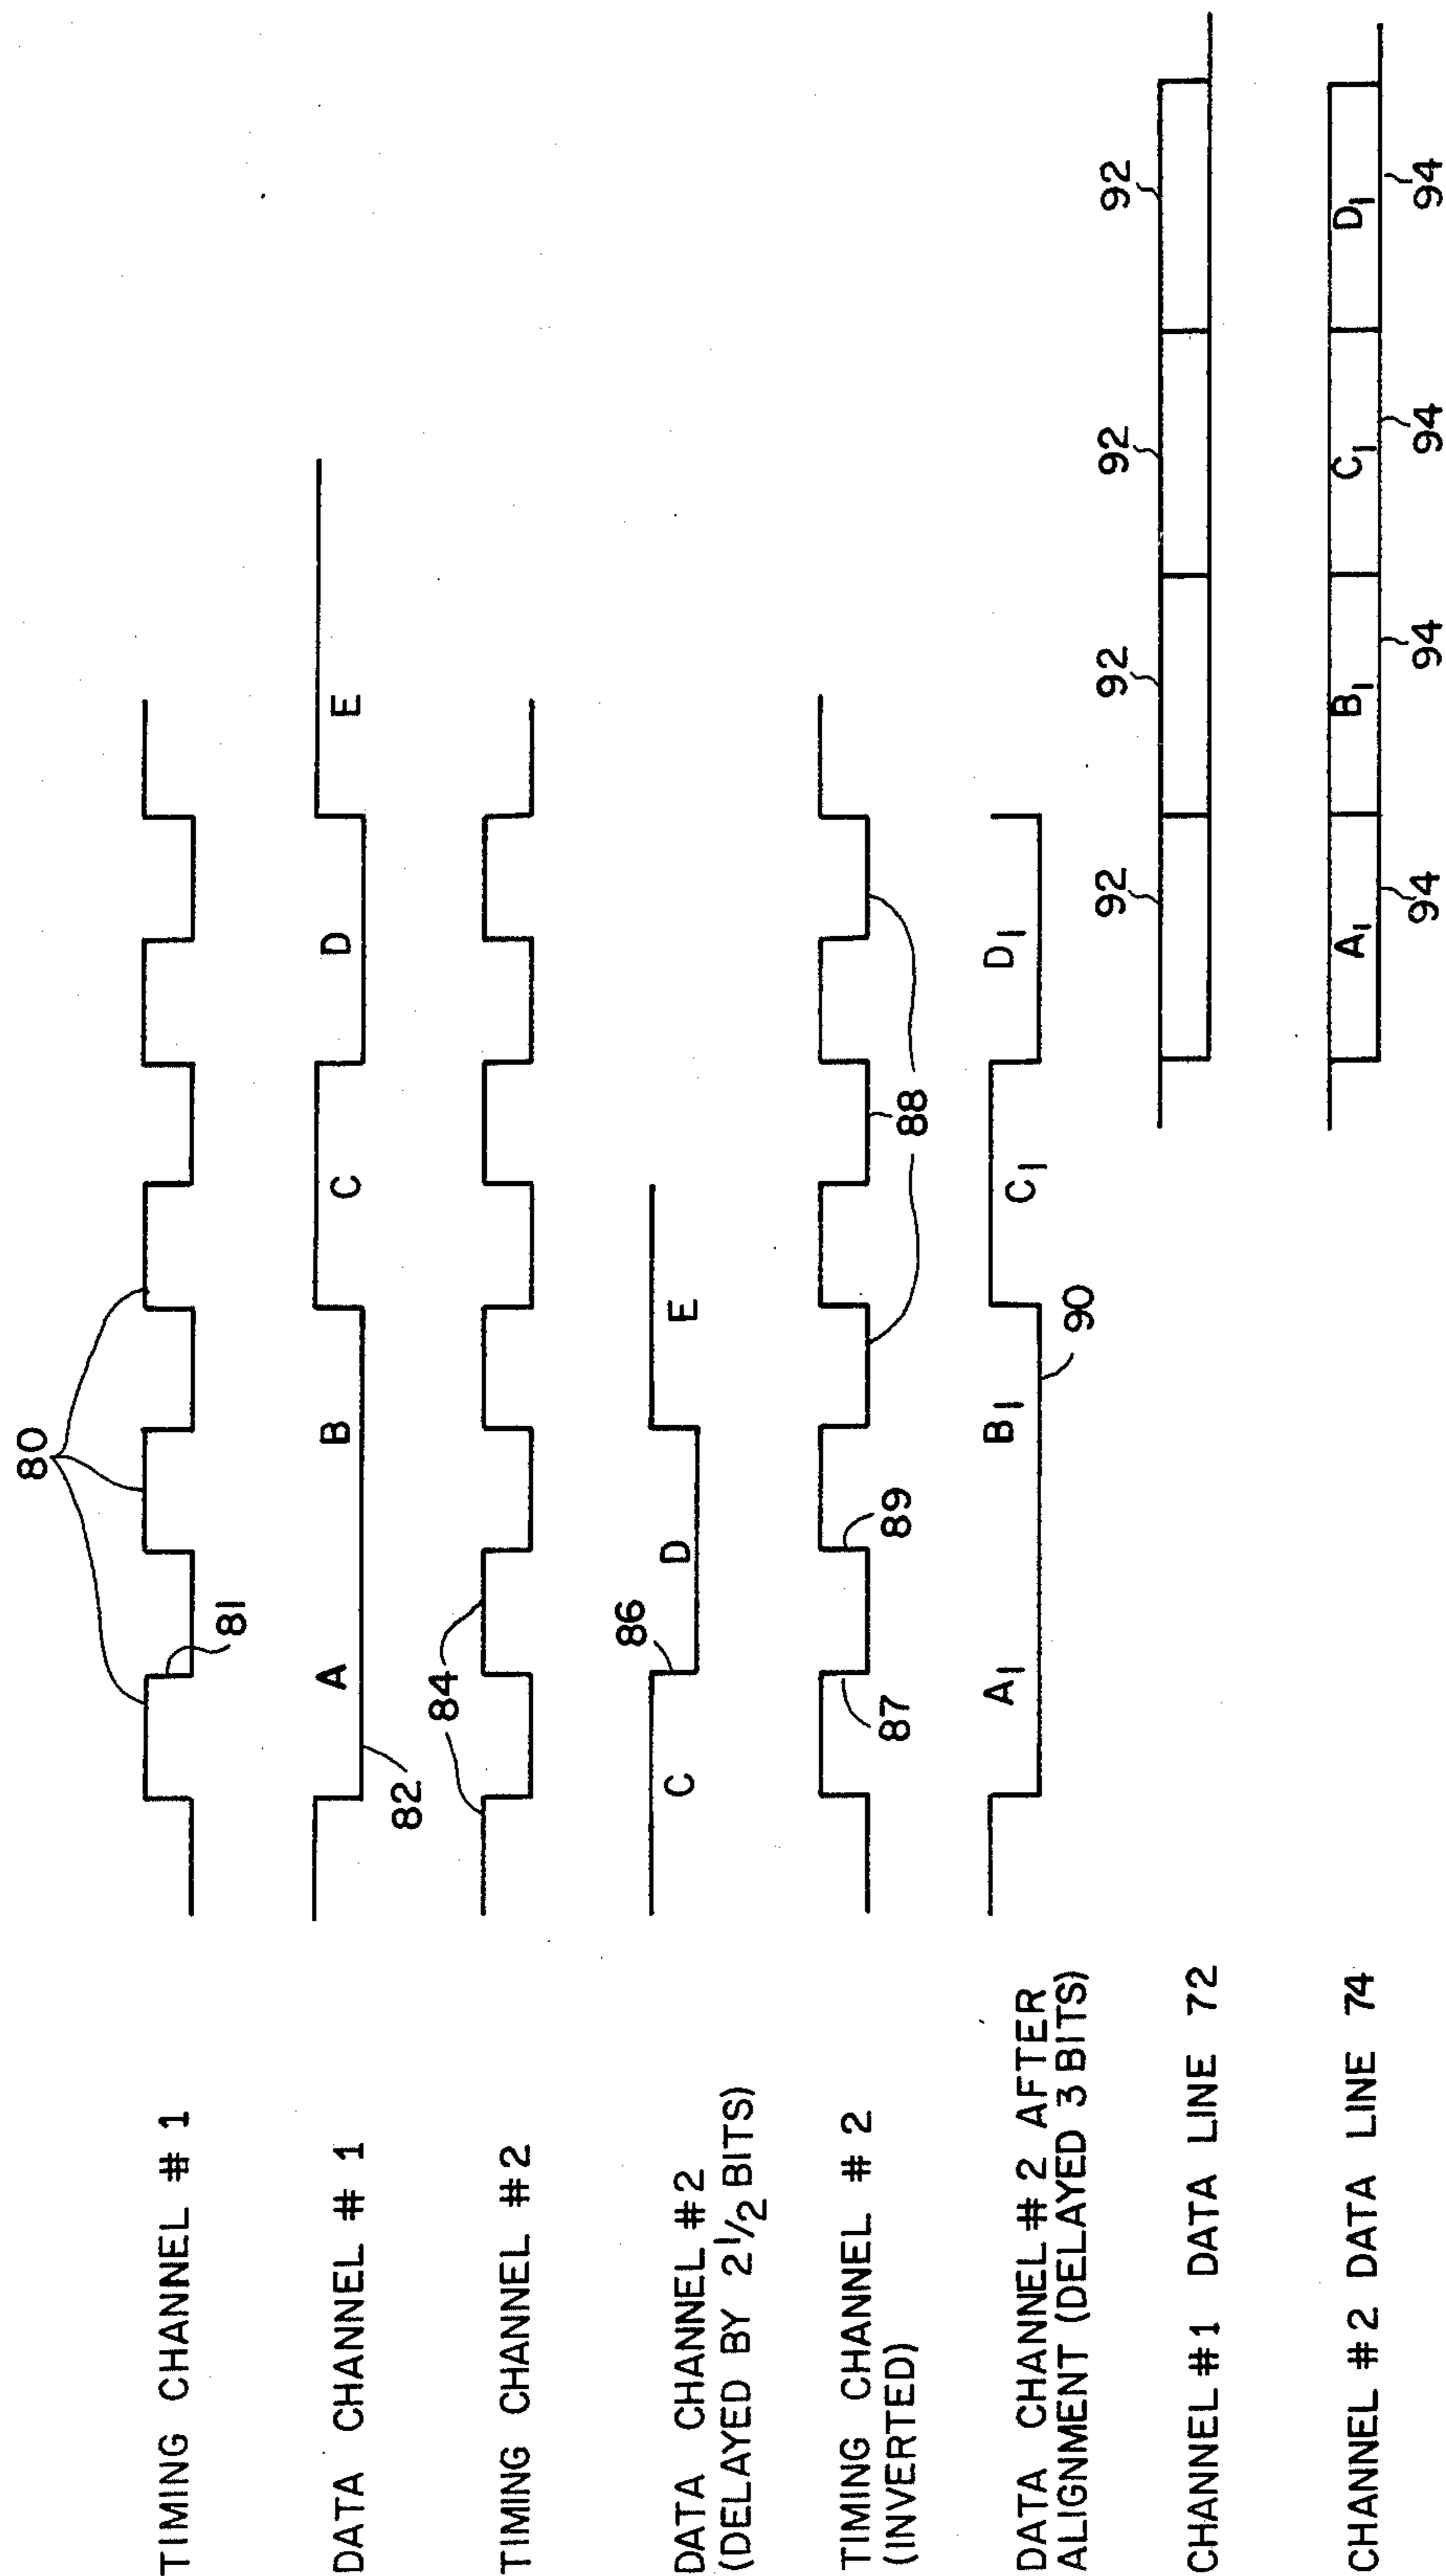 TIMING CHANNEL # 1
80
81
DATA CHANNEL # 1
A B C D E
82
TIMING CHANNEL #2
84
DATA CHANNEL #2
(DELAYED BY 2 1/2 BITS)
C D E
86
TIMING CHANNEL # 2
(INVERTED)
87
89
88
DATA CHANNEL # 2 AFTER
ALIGNMENT (DELAYED 3 BITS)
A1 B1 C1 D1
90
CHANNEL #1 DATA LINE 72
92 92 92 92
CHANNEL #2 DATA LINE 74
A1 B1 C1 D1
94 94 94 94